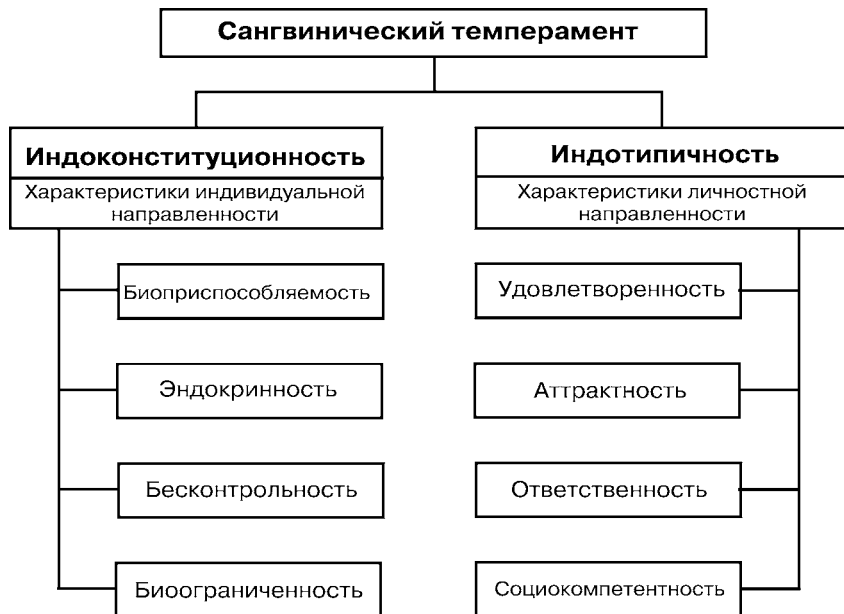 Сангвинический темперамент
Индоконституционность
Характеристики индивидуальной
направленности
Биоприспособляемость
Эндокринность
Бесконтрольность
Биоограниченность
Индотипичность
Характеристики личностной
направленности
Удовлетворенность
Аттрактность
Ответственность
Социокомпетентность